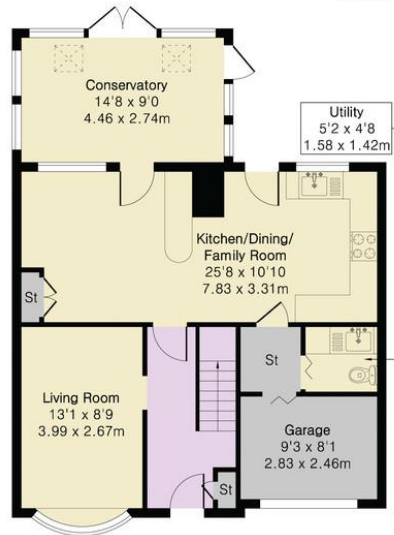 Conservatory
14'8 x 9'0
4.46 x 2.74m
Utility
5'2 x 4'8
1.58 x 1.42m
Kitchen/Dining/
Family Room
25'8 x 10'10
7.83 x 3.31m
St
Living Room
13'1 x 8'9
3.99 x 2.67m
St
Garage
9'3 x 8'1
2.83 x 2.46m
St